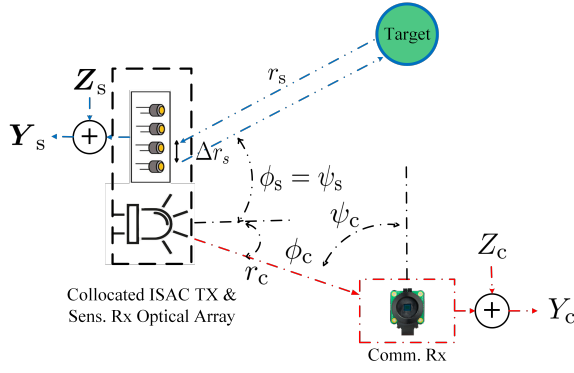 Target
r_s
Z_s
Y_s
+
Δr_s
ϕ_s = ψ_s
ψ_c
ϕ_c
r_c
Z_c
+
Y_c
Collocated ISAC TX &
Sens. Rx Optical Array
Comm. Rx